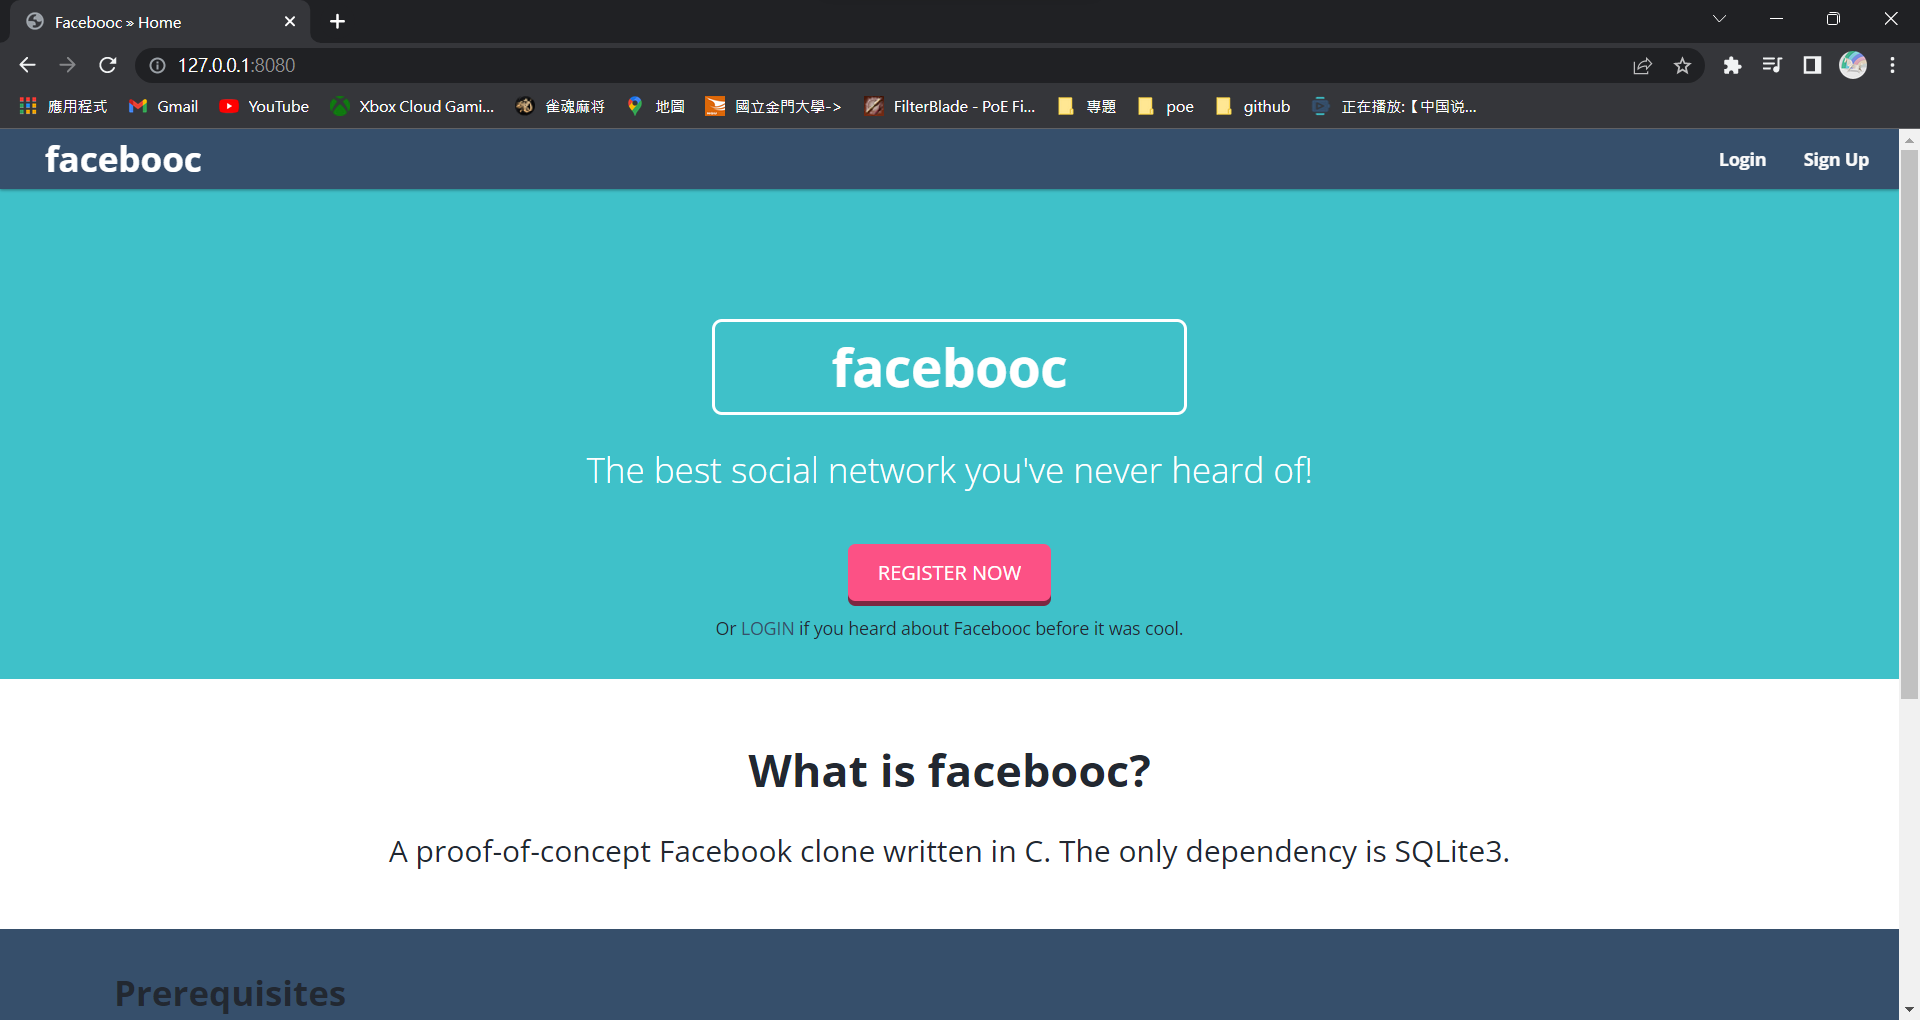 Facebooc » Home
127.0.0.1:8080
應用程式 Gmail YouTube Xbox Cloud Gami... 雀魂麻将 地圖 國立金門大學-> FilterBlade - PoE Fi... 專題 poe github 正在播放:【中国说...
facebooc Login Sign Up
facebooc
The best social network you've never heard of!
REGISTER NOW
Or LOGIN if you heard about Facebooc before it was cool.
What is facebooc?
A proof-of-concept Facebook clone written in C. The only dependency is SQLite3.
Prerequisites